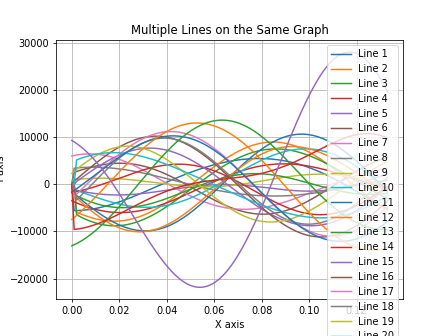 Multiple Lines on the Same Graph
30000
20000
10000
0
−10000
−20000
0.00
0.02
0.04
0.06
0.08
0.10
X axis
Line 1
Line 2
Line 3
Line 4
Line 5
Line 6
Line 7
Line 8
Line 9
Line 10
Line 11
Line 12
Line 13
Line 14
Line 15
Line 16
Line 17
Line 18
Line 19
Line 20